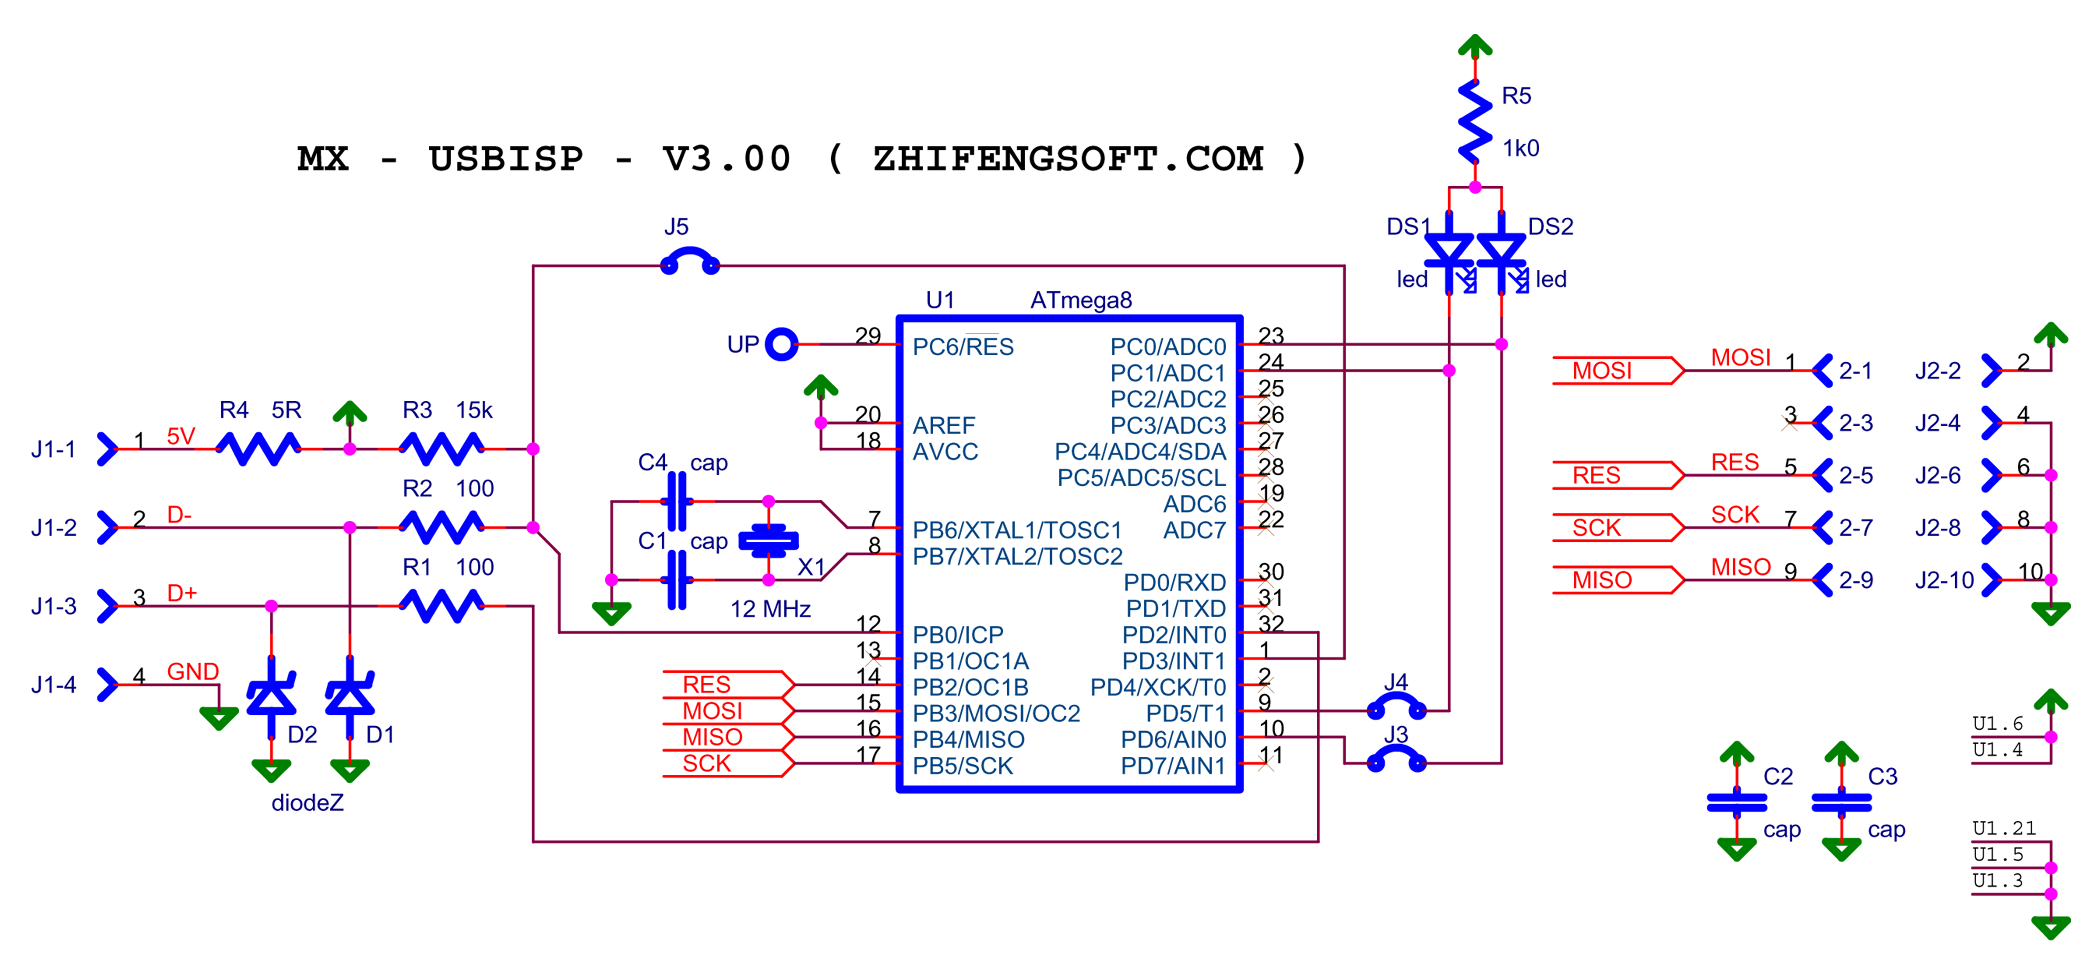 MX - USBISP - V3.00 ( ZHIFENGSOFT.COM )
R5
1k0
DS1
DS2
led
led
J5
U1
ATmega8
UP
29
PC6/RES
20
AREF
18
AVCC
7
PB6/XTAL1/TOSC1
8
PB7/XTAL2/TOSC2
12
PB0/ICP
13
PB1/OC1A
14
PB2/OC1B
15
PB3/MOSI/OC2
16
PB4/MISO
17
PB5/SCK
PC0/ADC0
23
PC1/ADC1
24
PC2/ADC2
25
PC3/ADC3
26
PC4/ADC4/SDA
27
PC5/ADC5/SCL
28
ADC6
19
ADC7
22
PD0/RXD
30
PD1/TXD
31
PD2/INT0
32
PD3/INT1
1
PD4/XCK/T0
2
PD5/T1
9
PD6/AIN0
10
PD7/AIN1
11
J4
J3
RES
MOSI
MISO
SCK
C4 cap
C1 cap
X1
12 MHz
J1-1
1
5V
R4 5R
R3 15k
J1-2
2
D-
R2 100
J1-3
3
D+
R1 100
J1-4
4
GND
D2
D1
diodeZ
MOSI
MOSI
1
2-1
3
2-3
RES
RES
5
2-5
SCK
SCK
7
2-7
MISO
MISO
9
2-9
J2-2
2
J2-4
4
J2-6
6
J2-8
8
J2-10
10
C2
cap
C3
cap
U1.6
U1.4
U1.21
U1.5
U1.3